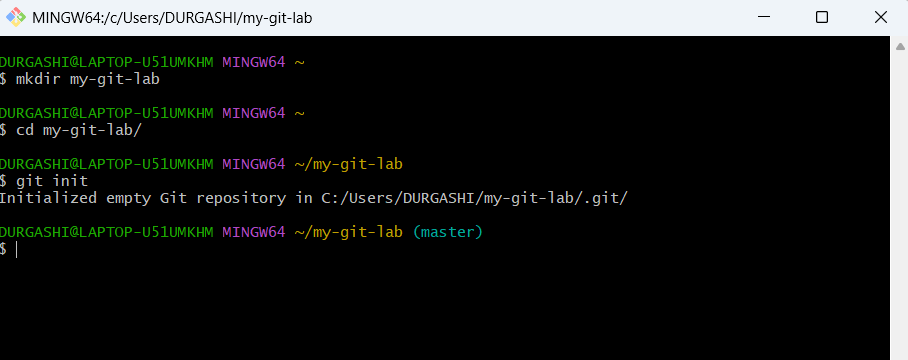 MINGW64:/c/Users/DURGASHI/my-git-lab
DURGASHI@LAPTOP-U51UMKHM MINGW64 ~
$ mkdir my-git-lab
DURGASHI@LAPTOP-U51UMKHM MINGW64 ~
$ cd my-git-lab/
DURGASHI@LAPTOP-U51UMKHM MINGW64 ~/my-git-lab
$ git init
Initialized empty Git repository in C:/Users/DURGASHI/my-git-lab/.git/
DURGASHI@LAPTOP-U51UMKHM MINGW64 ~/my-git-lab (master)
$